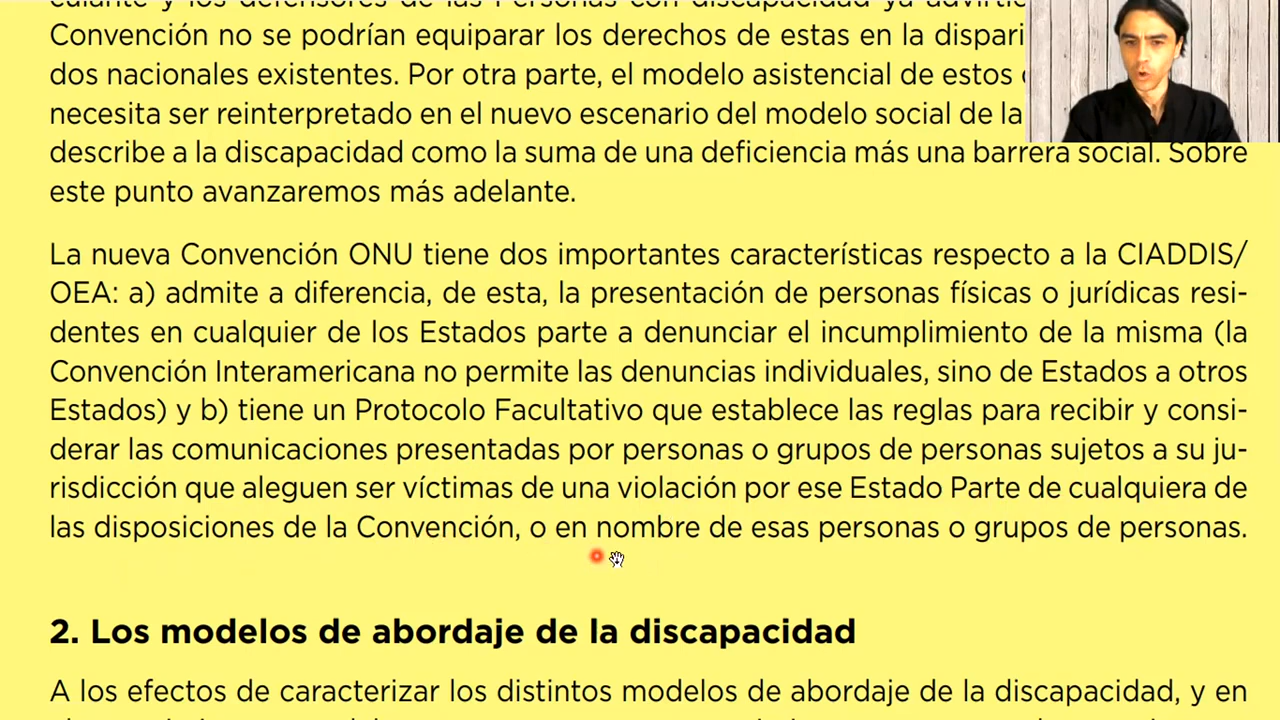 culante y los defensores de las Personas con discapacidad ya
Convención no se podrían equiparar los derechos de estas en la
dos nacionales existentes. Por otra parte, el modelo asistencial de estos
necesita ser reinterpretado en el nuevo escenario del modelo social de la
describe a la discapacidad como la suma de una deficiencia más una barrera social. Sobre
este punto avanzaremos más adelante.
La nueva Convención ONU tiene dos importantes características respecto a la CIADDIS/
OEA: a) admite a diferencia, de esta, la presentación de personas físicas o jurídicas resi-
dentes en cualquier de los Estados parte a denunciar el incumplimiento de la misma (la
Convención Interamericana no permite las denuncias individuales, sino de Estados a otros
Estados) y b) tiene un Protocolo Facultativo que establece las reglas para recibir y consi-
derar las comunicaciones presentadas por personas o grupos de personas sujetos a su ju-
risdicción que aleguen ser víctimas de una violación por ese Estado Parte de cualquiera de
las disposiciones de la Convención, o en nombre de esas personas o grupos de personas.
2. Los modelos de abordaje de la discapacidad
A los efectos de caracterizar los distintos modelos de abordaje de la discapacidad, y en